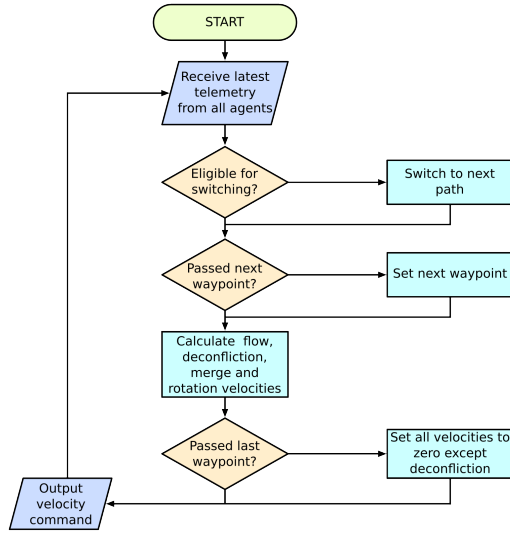 START
Receive latest
telemetry
from all agents
Eligible for
switching?
Switch to next
path
Passed next
waypoint?
Set next waypoint
Calculate flow,
deconfliction,
merge and
rotation velocities
Passed last
waypoint?
Set all velocities to
zero except
deconfliction
Output
velocity
command